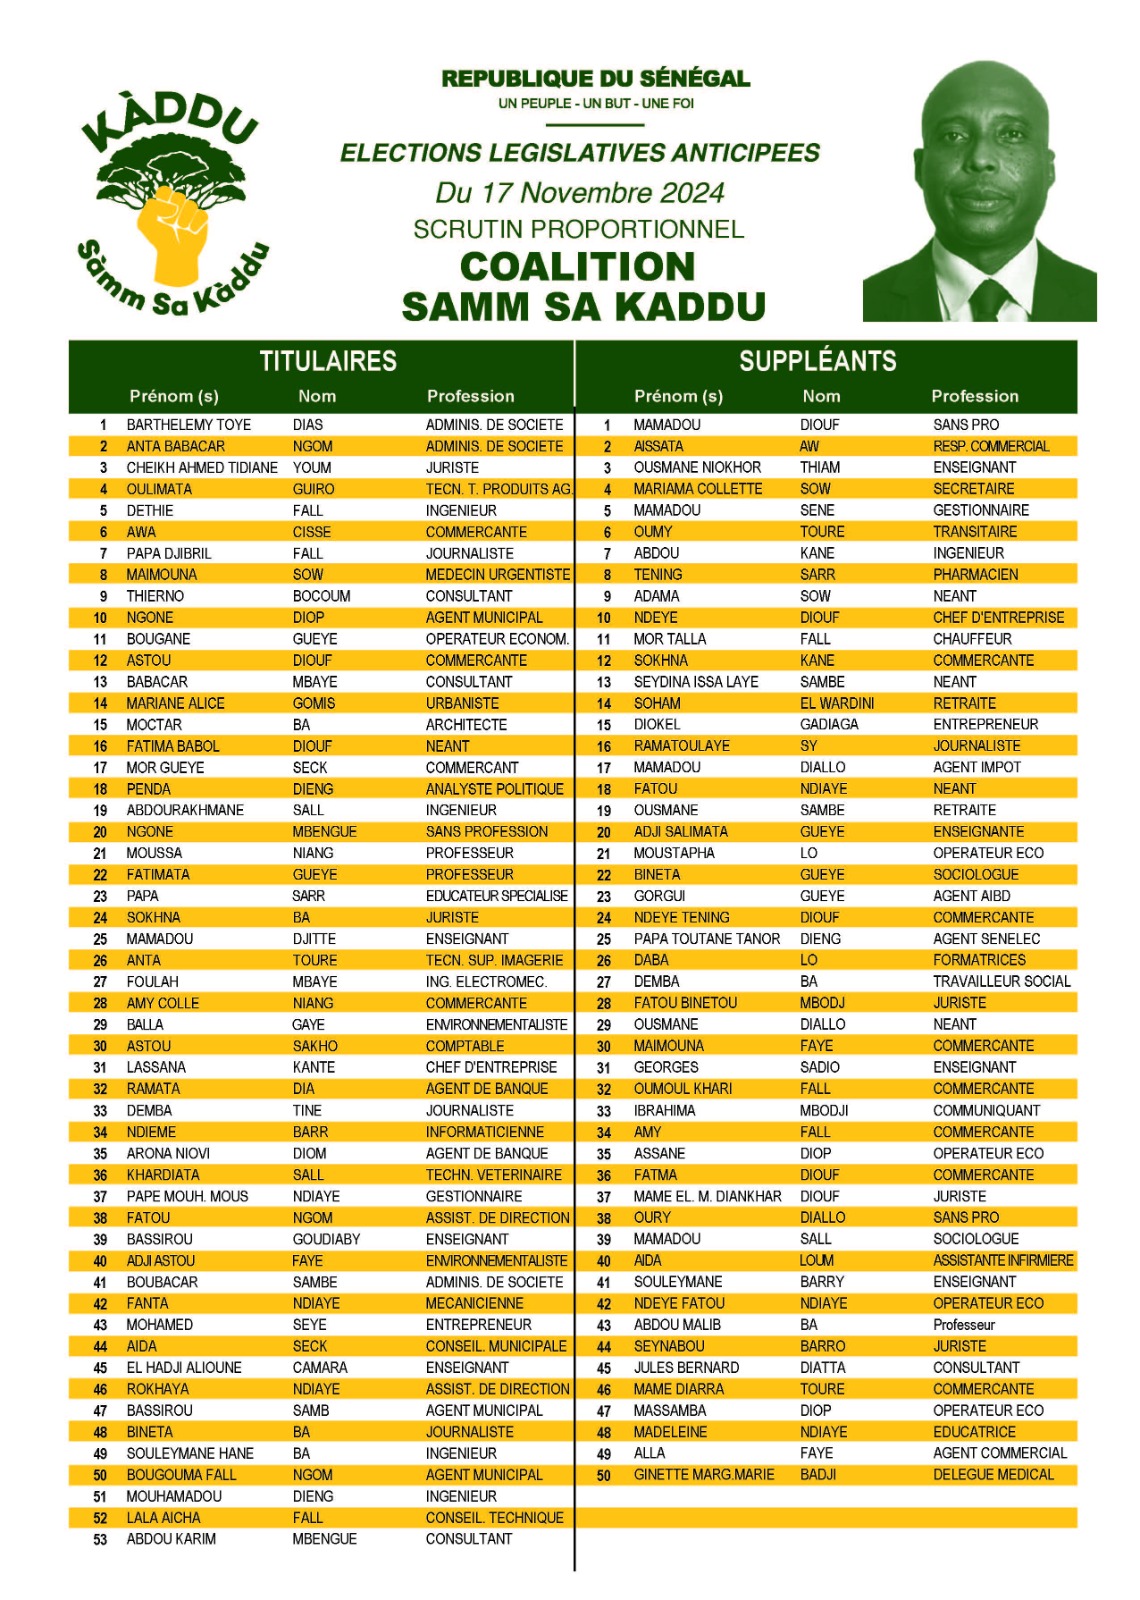 KÀDDU
Sàmm Sa Kàddu
REPUBLIQUE DU SÉNÉGAL
UN PEUPLE - UN BUT - UNE FOI
ELECTIONS LEGISLATIVES ANTICIPEES
Du 17 Novembre 2024
SCRUTIN PROPORTIONNEL
COALITION
SAMM SA KADDU
TITULAIRES SUPPLÉANTS
Prénom (s) Nom Profession Prénom (s) Nom Profession
1 BARTHELEMY TOYE DIAS ADMINIS. DE SOCIETE 1 MAMADOU DIOUF SANS PRO
2 ANTA BABACAR NGOM ADMINIS. DE SOCIETE 2 AISSATA AW RESP. COMMERCIAL
3 CHEIKH AHMED TIDIANE YOUM JURISTE 3 OUSMANE NIOKHOR THIAM ENSEIGNANT
4 OULIMATA GUIRO TECN. T. PRODUITS AG. 4 MARIAMA COLLETTE SOW SECRETAIRE
5 DETHIE FALL INGENIEUR 5 MAMADOU SENE GESTIONNAIRE
6 AWA CISSE COMMERCANTE 6 OUMY TOURE TRANSITAIRE
7 PAPA DJIBRIL FALL JOURNALISTE 7 ABDOU KANE INGENIEUR
8 MAIMOUNA SOW MEDECIN URGENTISTE 8 TENING SARR PHARMACIEN
9 THIERNO BOCOUM CONSULTANT 9 ADAMA SOW NEANT
10 NGONE DIOP AGENT MUNICIPAL 10 NDEYE DIOUF CHEF D'ENTREPRISE
11 BOUGANE GUEYE OPERATEUR ECONOM. 11 MOR TALLA FALL CHAUFFEUR
12 ASTOU DIOUF COMMERCANTE 12 SOKHNA KANE COMMERCANTE
13 BABACAR MBAYE CONSULTANT 13 SEYDINA ISSA LAYE SAMBE NEANT
14 MARIANE ALICE GOMIS URBANISTE 14 SOHAM EL WARDINI RETRAITE
15 MOCTAR BA ARCHITECTE 15 DIOKEL GADIAGA ENTREPRENEUR
16 FATIMA BABOL DIOUF NEANT 16 RAMATOULAYE SY JOURNALISTE
17 MOR GUEYE SECK COMMERCANT 17 MAMADOU DIALLO AGENT IMPOT
18 PENDA DIENG ANALYSTE POLITIQUE 18 FATOU NDIAYE NEANT
19 ABDOURAKHMANE SALL INGENIEUR 19 OUSMANE SAMBE RETRAITE
20 NGONE MBENGUE SANS PROFESSION 20 ADJI SALIMATA GUEYE ENSEIGNANTE
21 MOUSSA NIANG PROFESSEUR 21 MOUSTAPHA LO OPERATEUR ECO
22 FATIMATA GUEYE PROFESSEUR 22 BINETA GUEYE SOCIOLOGUE
23 PAPA SARR EDUCATEUR SPECIALISE 23 GORGUI GUEYE AGENT AIBD
24 SOKHNA BA JURISTE 24 NDEYE TENING DIOUF COMMERCANTE
25 MAMADOU DJITTE ENSEIGNANT 25 PAPA TOUTANE TANOR DIENG AGENT SENELEC
26 ANTA TOURE TECN. SUP. IMAGERIE 26 DABA LO FORMATRICES
27 FOULAH MBAYE ING. ELECTROMEC. 27 DEMBA BA TRAVAILLEUR SOCIAL
28 AMY COLLE NIANG COMMERCANTE 28 FATOU BINETOU MBODJ JURISTE
29 BALLA GAYE ENVIRONNEMENTALISTE 29 OUSMANE DIALLO NEANT
30 ASTOU SAKHO COMPTABLE 30 MAIMOUNA FAYE COMMERCANTE
31 LASSANA KANTE CHEF D'ENTREPRISE 31 GEORGES SADIO ENSEIGNANT
32 RAMATA DIA AGENT DE BANQUE 32 OUMOUL KHARI FALL COMMERCANTE
33 DEMBA TINE JOURNALISTE 33 IBRAHIMA MBODJI COMMUNIQUANT
34 NDIEME BARR INFORMATICIENNE 34 AMY FALL COMMERCANTE
35 ARONA NIOVI DIOM AGENT DE BANQUE 35 ASSANE DIOP OPERATEUR ECO
36 KHARDIATA SALL TECHN. VETERINAIRE 36 FATMA DIOUF COMMERCANTE
37 PAPE MOUH. MOUS NDIAYE GESTIONNAIRE 37 MAME EL. M. DIANKHAR DIOUF JURISTE
38 FATOU NGOM ASSIST. DE DIRECTION 38 OURY DIALLO SANS PRO
39 BASSIROU GOUDIABY ENSEIGNANT 39 MAMADOU SALL SOCIOLOGUE
40 ADJI ASTOU FAYE ENVIRONNEMENTALISTE 40 AIDA LOUM ASSISTANTE INFIRMIERE
41 BOUBACAR SAMBE ADMINIS. DE SOCIETE 41 SOULEYMANE BARRY ENSEIGNANT
42 FANTA NDIAYE MECANICIENNE 42 NDEYE FATOU NDIAYE OPERATEUR ECO
43 MOHAMED SEYE ENTREPRENEUR 43 ABDOU MALIB BA Professeur
44 AIDA SECK CONSEIL. MUNICIPALE 44 SEYNABOU BARRO JURISTE
45 EL HADJI ALIOUNE CAMARA ENSEIGNANT 45 JULES BERNARD DIATTA CONSULTANT
46 ROKHAYA NDIAYE ASSIST. DE DIRECTION 46 MAME DIARRA TOURE COMMERCANTE
47 BASSIROU SAMB AGENT MUNICIPAL 47 MASSAMBA DIOP OPERATEUR ECO
48 BINETA BA JOURNALISTE 48 MADELEINE NDIAYE EDUCATRICE
49 SOULEYMANE HANE BA INGENIEUR 49 ALLA FAYE AGENT COMMERCIAL
50 BOUGOUMA FALL NGOM AGENT MUNICIPAL 50 GINETTE MARG.MARIE BADJI DELEGUE MEDICAL
51 MOUHAMADOU DIENG INGENIEUR
52 LALA AICHA FALL CONSEIL. TECHNIQUE
53 ABDOU KARIM MBENGUE CONSULTANT